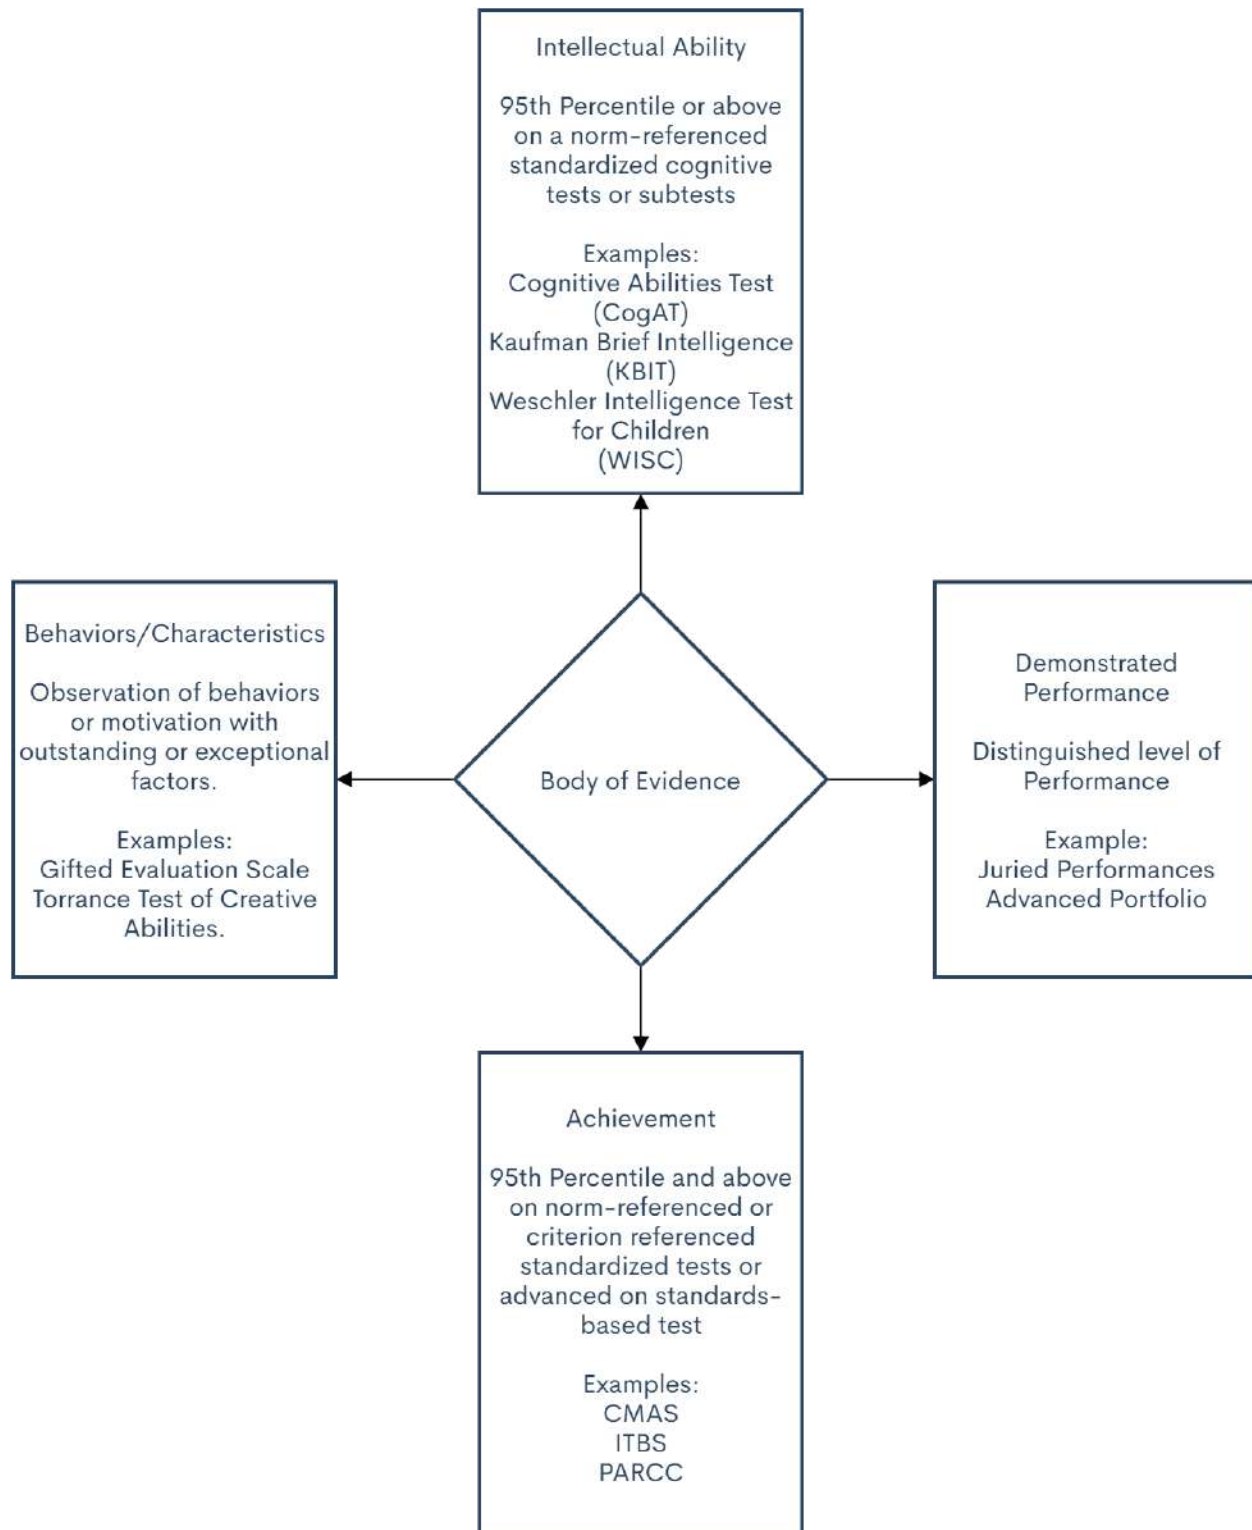 Intellectual Ability
95th Percentile or above
on a norm-referenced
standardized cognitive
tests or subtests
Examples:
Cognitive Abilities Test
(CogAT)
Kaufman Brief Intelligence
(KBIT)
Weschler Intelligence Test
for Children
(WISC)
Behaviors/Characteristics
Observation of behaviors
or motivation with
outstanding or exceptional
factors.
Examples:
Gifted Evaluation Scale
Torrance Test of Creative
Abilities.
Body of Evidence
Demonstrated
Performance
Distinguished level of
Performance
Example:
Juried Performances
Advanced Portfolio
Achievement
95th Percentile and above
on norm-referenced or
criterion referenced
standardized tests or
advanced on standards-
based test
Examples:
CMAS
ITBS
PARCC